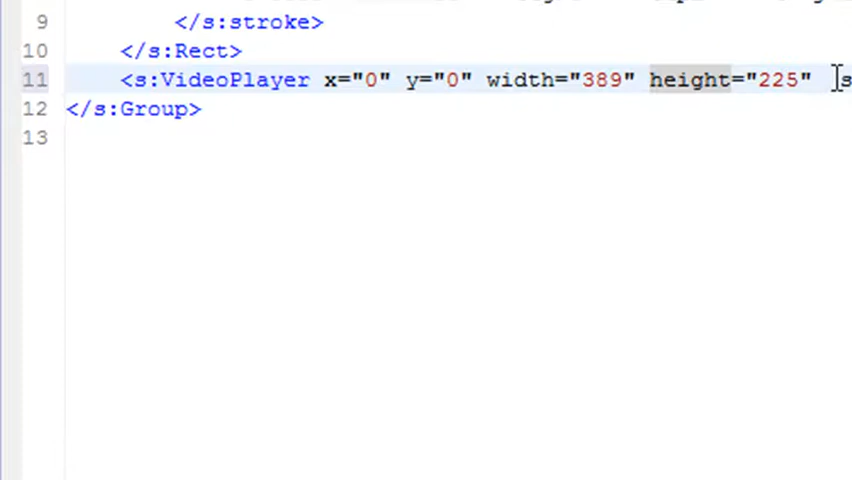 9 </s:stroke>
10 </s:Rect>
11 <s:VideoPlayer x="0" y="0" width="389" height="225" s
12 </s:Group>
13